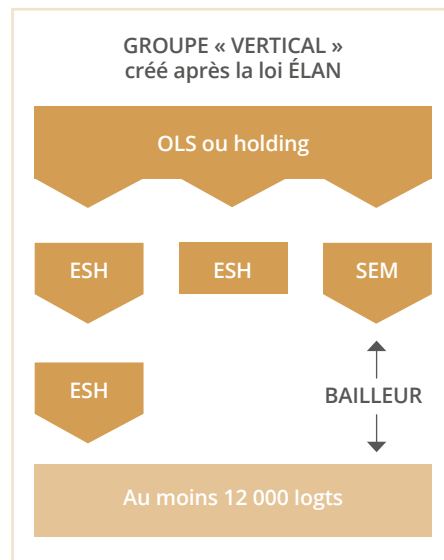 GROUPE « VERTICAL »
créé après la loi ÉLAN
OLS ou holding
ESH
ESH
SEM
ESH
BAILLEUR
Au moins 12 000 logts